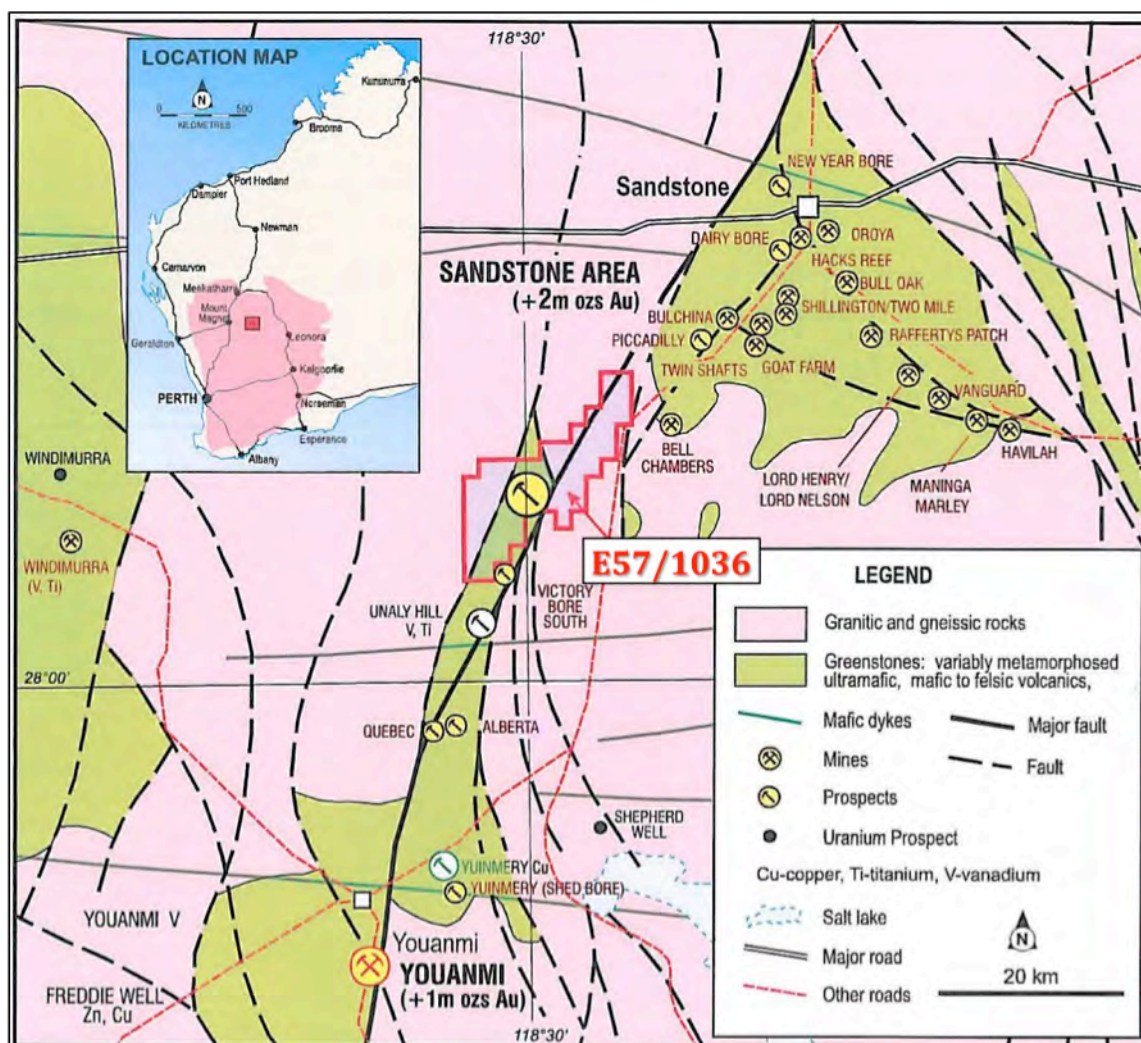 118°30'
LOCATION MAP
N
0 500
KILOMETRES
Kununurra
Broome
Port Hedland
Dampier
Newman
Carnarvon
Meekatharra
Mount
Magnet
Geraldton
Leonora
Kalgoorlie
PERTH
Norseman
Esperance
Albany
NEW YEAR BORE
Sandstone
DAIRY BORE
OROYA
HACKS REEF
SANDSTONE AREA
(+2m ozs Au)
BULL OAK
BULCHINA
SHILLINGTON/TWO MILE
PICCADILLY
RAFFERTYS PATCH
TWIN SHAFTS
GOAT FARM
VANGUARD
BELL
CHAMBERS
HAVILAH
LORD HENRY/
LORD NELSON
MANINGA
MARLEY
WINDIMURRA
WINDIMURRA
(V, Ti)
E57/1036
VICTORY
BORE
SOUTH
UNALY HILL
V, Ti
28°00'
QUEBEC
ALBERTA
SHEPHERD
WELL
YUINMERY Cu
YUINMERY (SHED BORE)
YOUANMI V
Youanmi
YOUANMI
(+1m ozs Au)
FREDDIE WELL
Zn, Cu
118°30'
LEGEND
Granitic and gneissic rocks
Greenstones: variably metamorphosed
ultramafic, mafic to felsic volcanics,
Mafic dykes
Major fault
Mines
Fault
Prospects
Uranium Prospect
Cu-copper, Ti-titanium, V-vanadium
Salt lake
Major road
Other roads
N
20 km